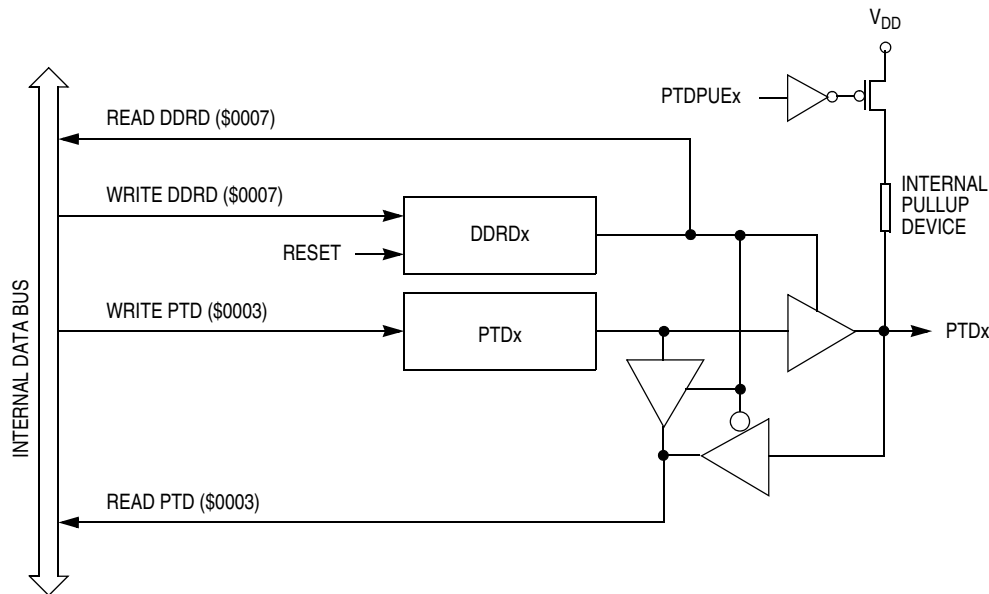 VDD
PTDPUEx
READ DDRD ($0007)
WRITE DDRD ($0007)
INTERNAL
PULLUP
DEVICE
DDRDx
RESET
WRITE PTD ($0003)
PTDx
PTDx
INTERNAL DATA BUS
READ PTD ($0003)